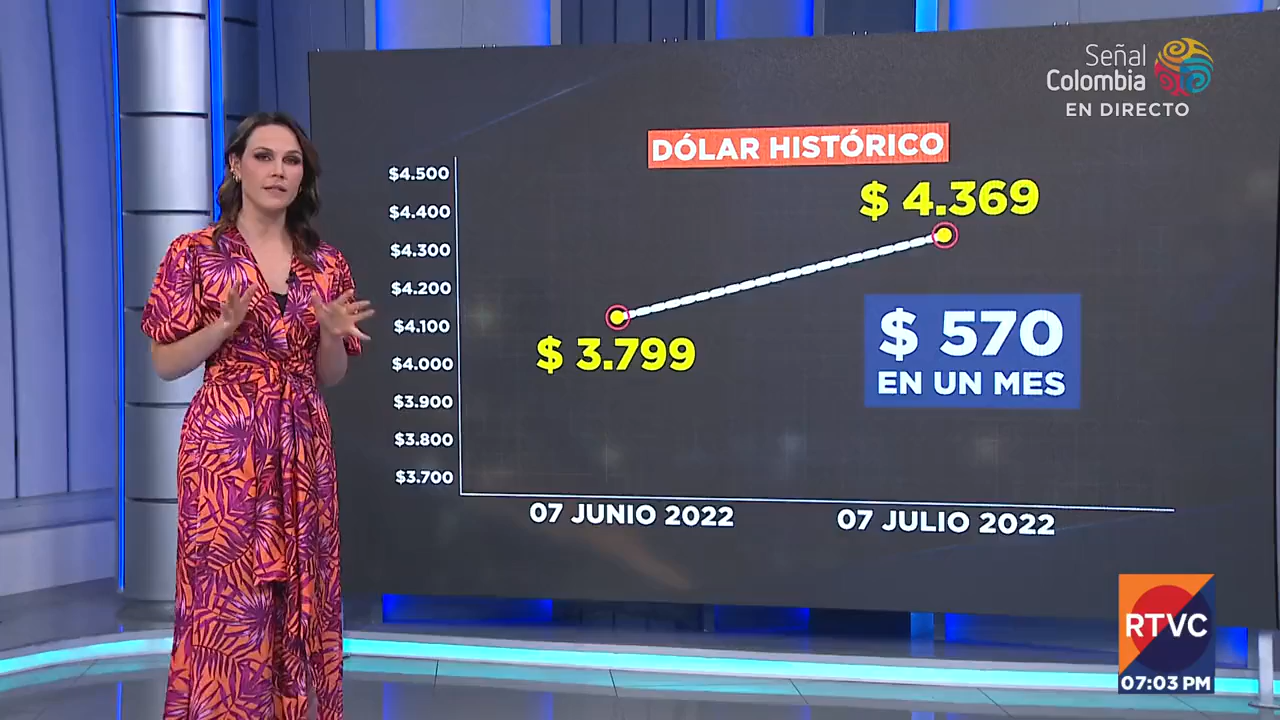 Señal
Colombia
EN DIRECTO
DÓLAR HISTÓRICO
$4.500
$4.400
$4.300
$4.200
$4.100
$4.000
$3.900
$3.800
$3.700
$ 4.369
$ 3.799
$ 570
EN UN MES
07 JUNIO 2022
07 JULIO 2022
RTVC
07:03 PM